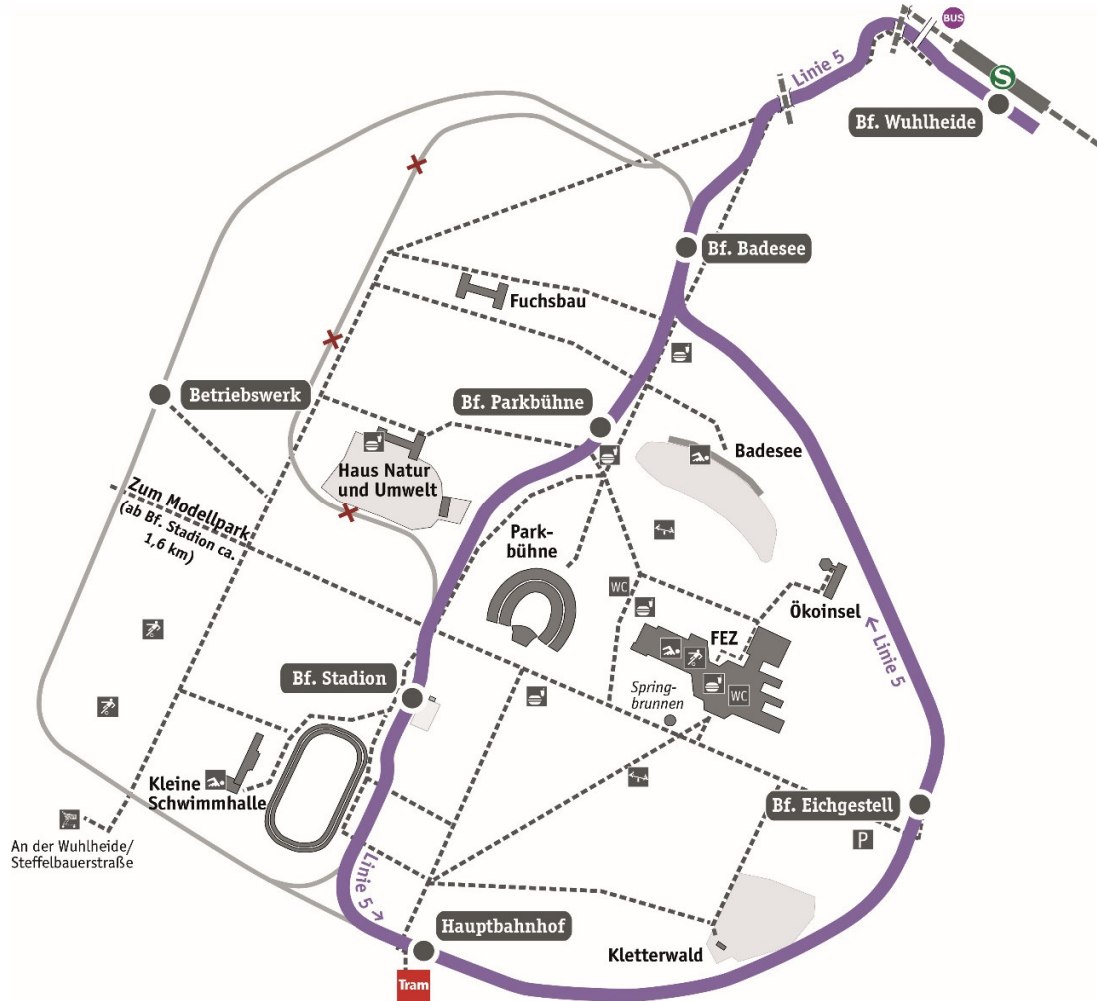 BUS
Linie 5
S
Bf. Wuhlheide
Bf. Badesee
Fuchsbau
Betriebswerk
Bf. Parkbühne
Badesee
Haus Natur
und Umwelt
Zum Modellpark
(ab Bf. Stadion ca.
1,6 km)
Park-
bühne
WC
Ökoinsel
FEZ
← Linie 5
Bf. Stadion
WC
Spring-
brunnen
Kleine
Schwimmhalle
Bf. Eichgestell
P
An der Wuhlheide/
Steffelbauerstraße
Linie 5 →
Hauptbahnhof
Kletterwald
Tram